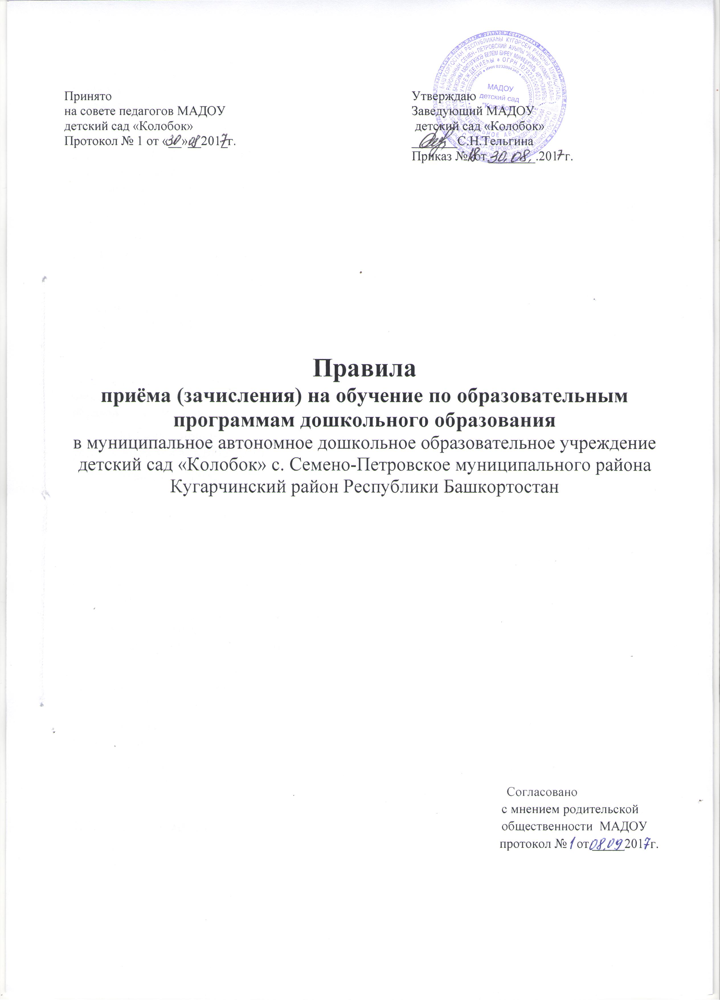 Принято
на совете педагогов МАДОУ
детский сад «Колобок»
Протокол № 1 от «30» 08 2017г.
Утверждаю
Заведующий МАДОУ
детский сад «Колобок»
С.Н.Тельгина
Приказ №18 от 30.08.2017г.
МАДОУ
детский сад
"Колобок"
Правила
приёма (зачисления) на обучение по образовательным
программам дошкольного образования
в муниципальное автономное дошкольное образовательное учреждение
детский сад «Колобок» с. Семено-Петровское муниципального района
Кугарчинский район Республики Башкортостан
Согласовано
с мнением родительской
общественности МАДОУ
протокол № 1 от 08.09 2017г.